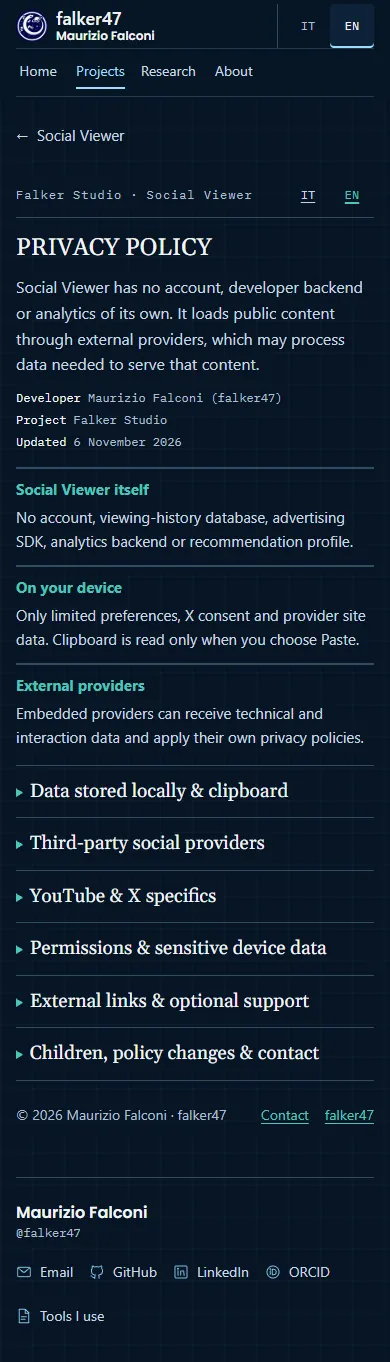 falker47
Maurizio Falconi
IT
EN
Home
Projects
Research
About
← Social Viewer
Falker Studio · Social Viewer
IT
EN
PRIVACY POLICY
Social Viewer has no account, developer backend
or analytics of its own. It loads public content
through external providers, which may process
data needed to serve that content.
Developer Maurizio Falconi (falker47)
Project Falker Studio
Updated 6 November 2026
Social Viewer itself
No account, viewing-history database, advertising
SDK, analytics backend or recommendation profile.
On your device
Only limited preferences, X consent and provider site
data. Clipboard is read only when you choose Paste.
External providers
Embedded providers can receive technical and
interaction data and apply their own privacy policies.
Data stored locally & clipboard
Third-party social providers
YouTube & X specifics
Permissions & sensitive device data
External links & optional support
Children, policy changes & contact
© 2026 Maurizio Falconi · falker47
Contact
falker47
Maurizio Falconi
@falker47
Email
GitHub
LinkedIn
ORCID
Tools I use